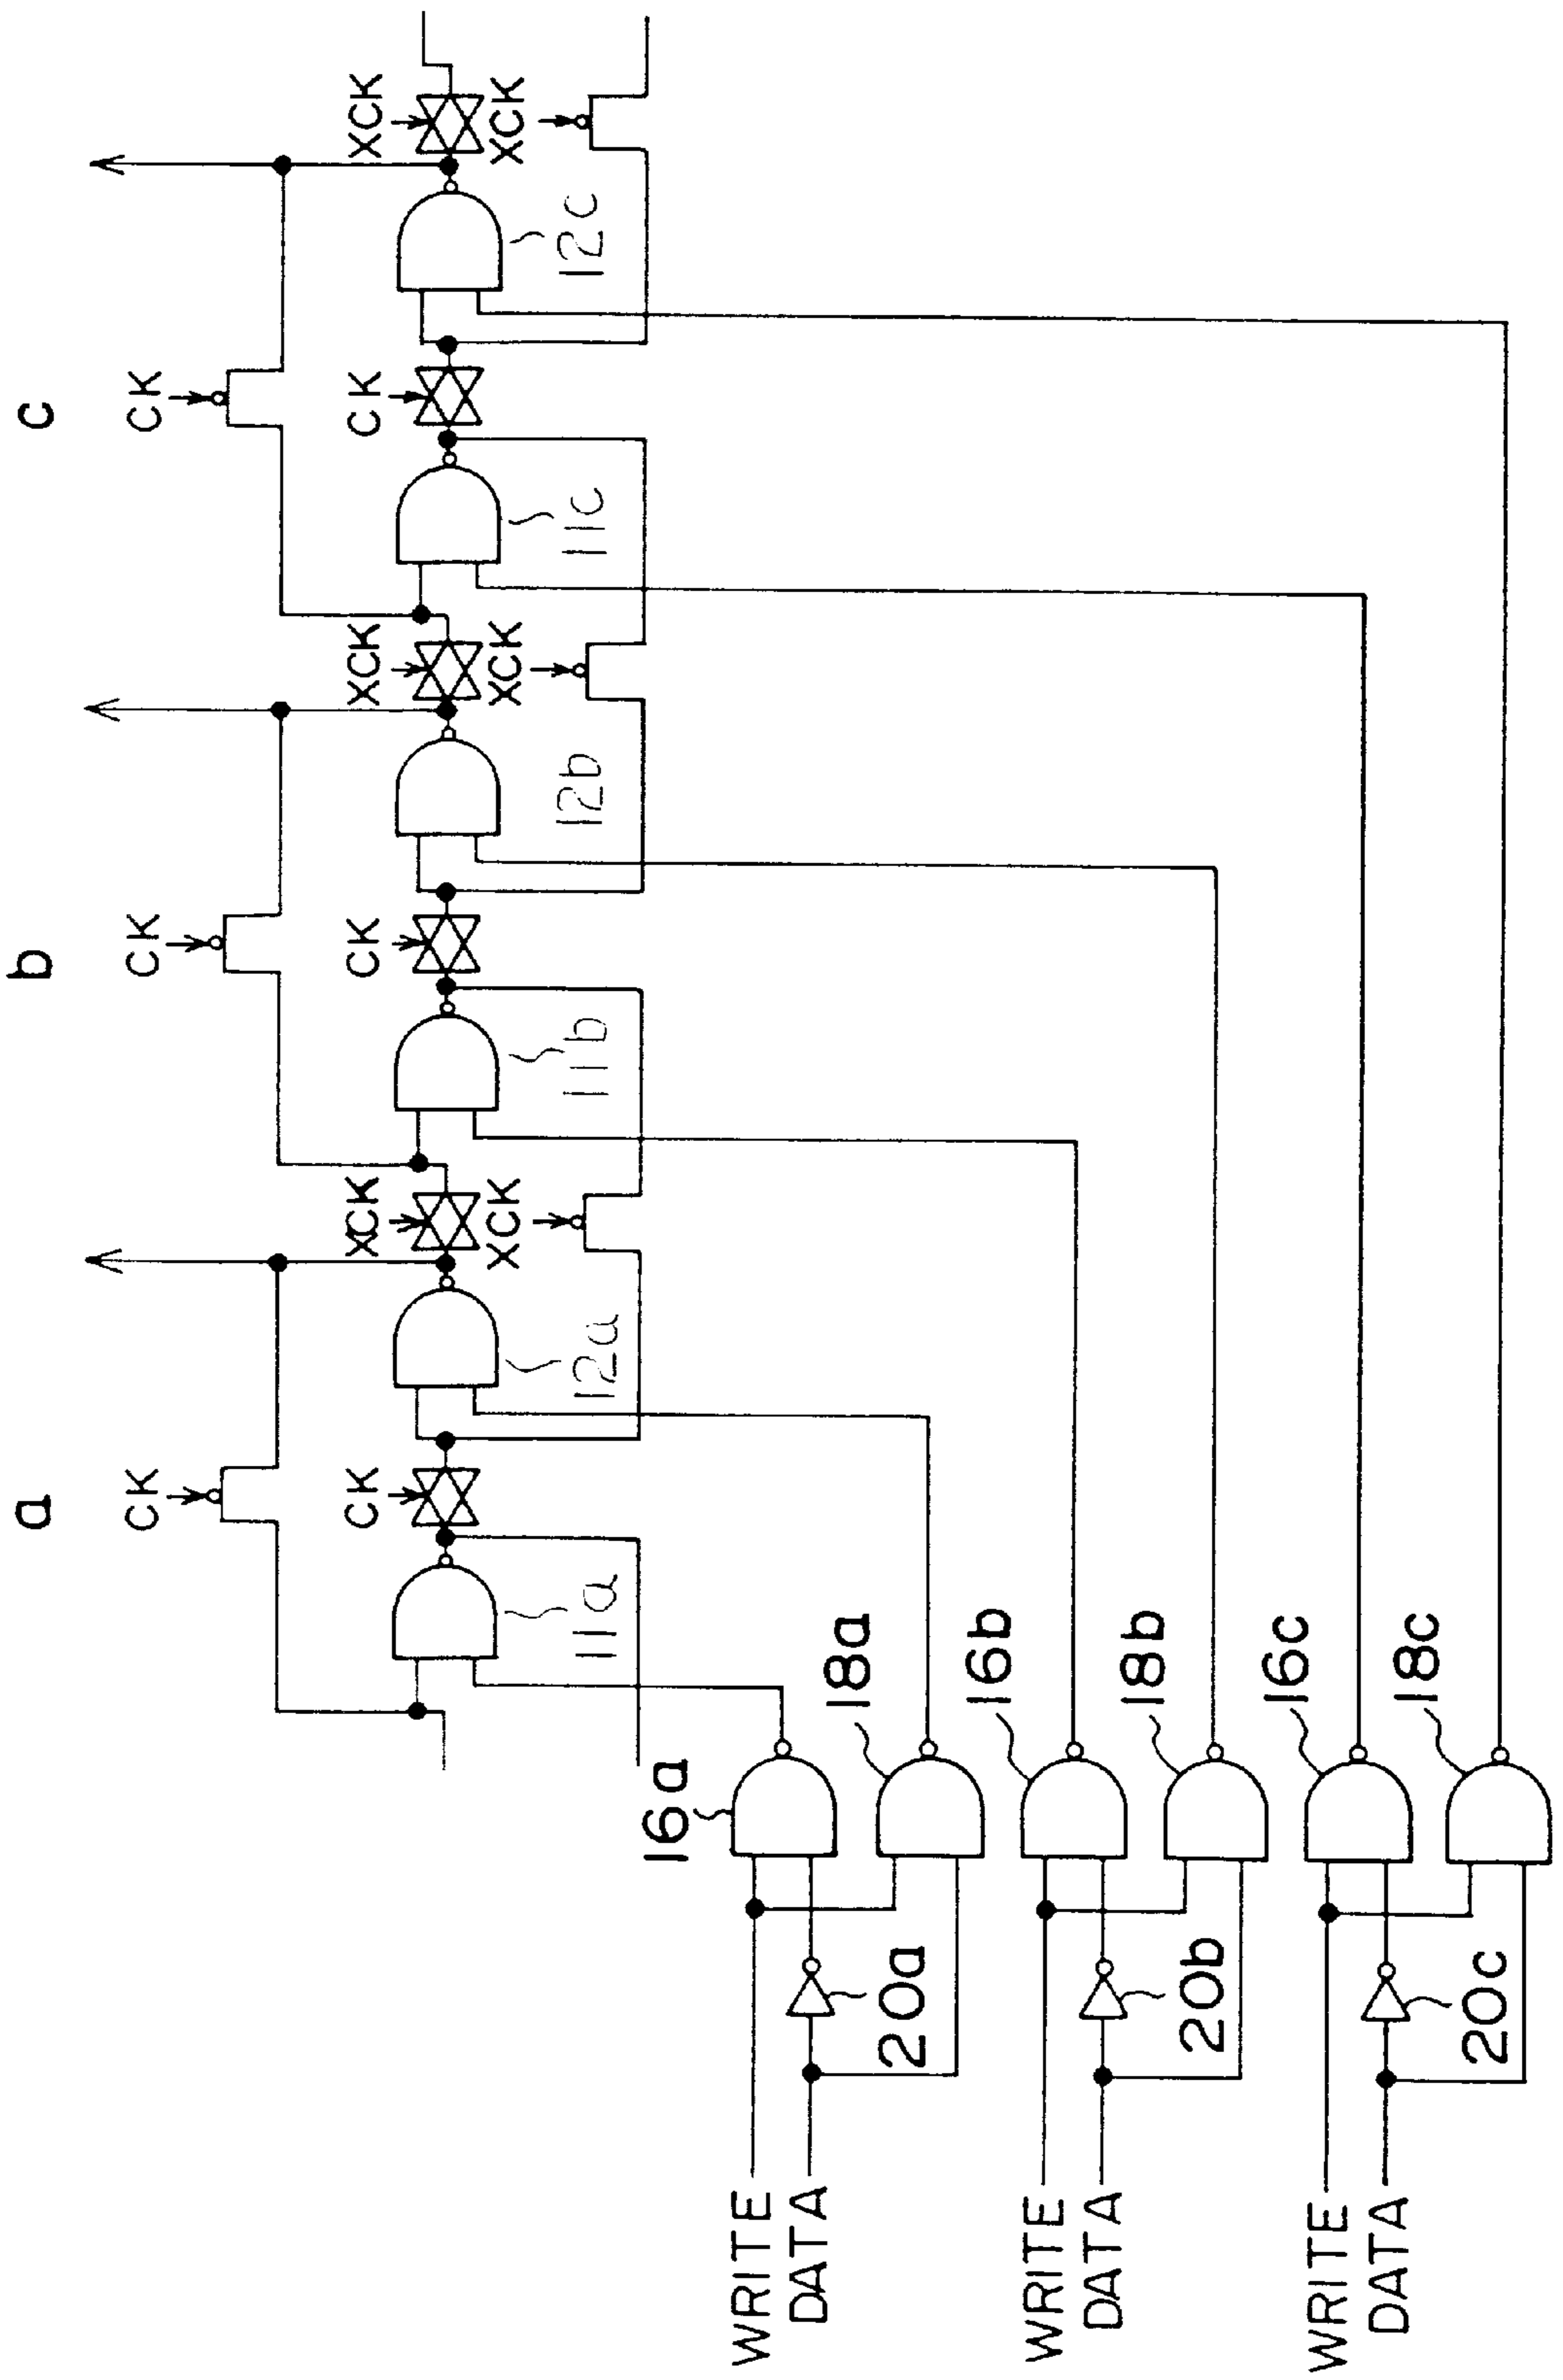 a b c
CK CK CK
CK XCK CK XCK CK XCK
XCK XCK XCK
11a 12a 11b 12b 11c 12c
16a
18a
20a
WRITE
DATA
16b
18b
20b
WRITE
DATA
16c
18c
20c
WRITE
DATA